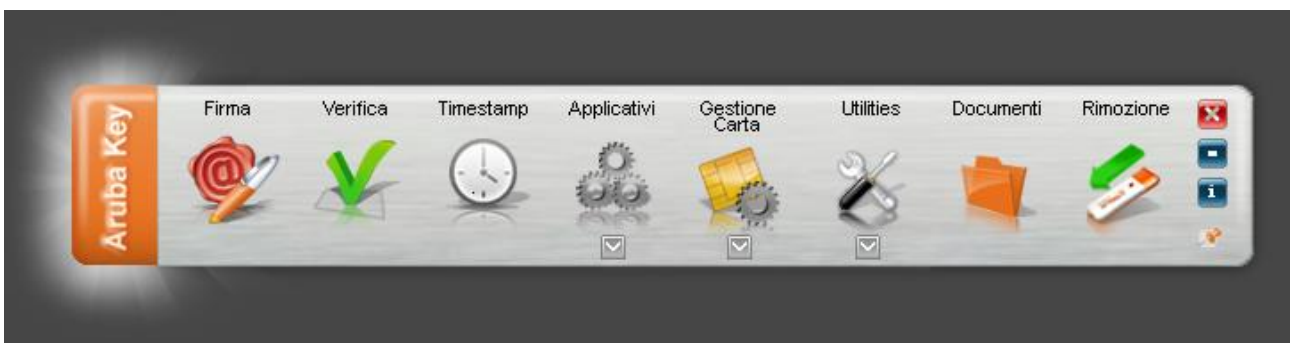 Aruba Key
Firma
Verifica
Timestamp
Applicativi
Gestione
Carta
Utilities
Documenti
Rimozione